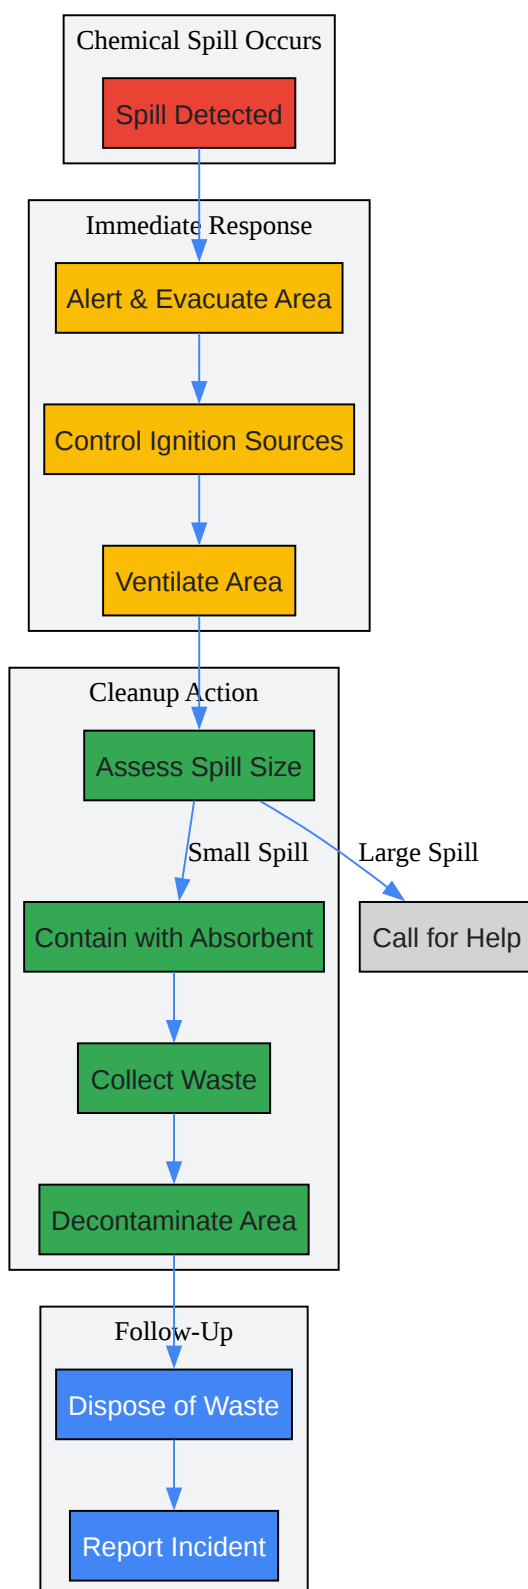 Chemical Spill Occurs
Spill Detected
Immediate Response
Alert & Evacuate Area
Control Ignition Sources
Ventilate Area
Cleanup Action
Assess Spill Size
Small Spill
Large Spill
Contain with Absorbent
Call for Help
Collect Waste
Decontaminate Area
Follow-Up
Dispose of Waste
Report Incident